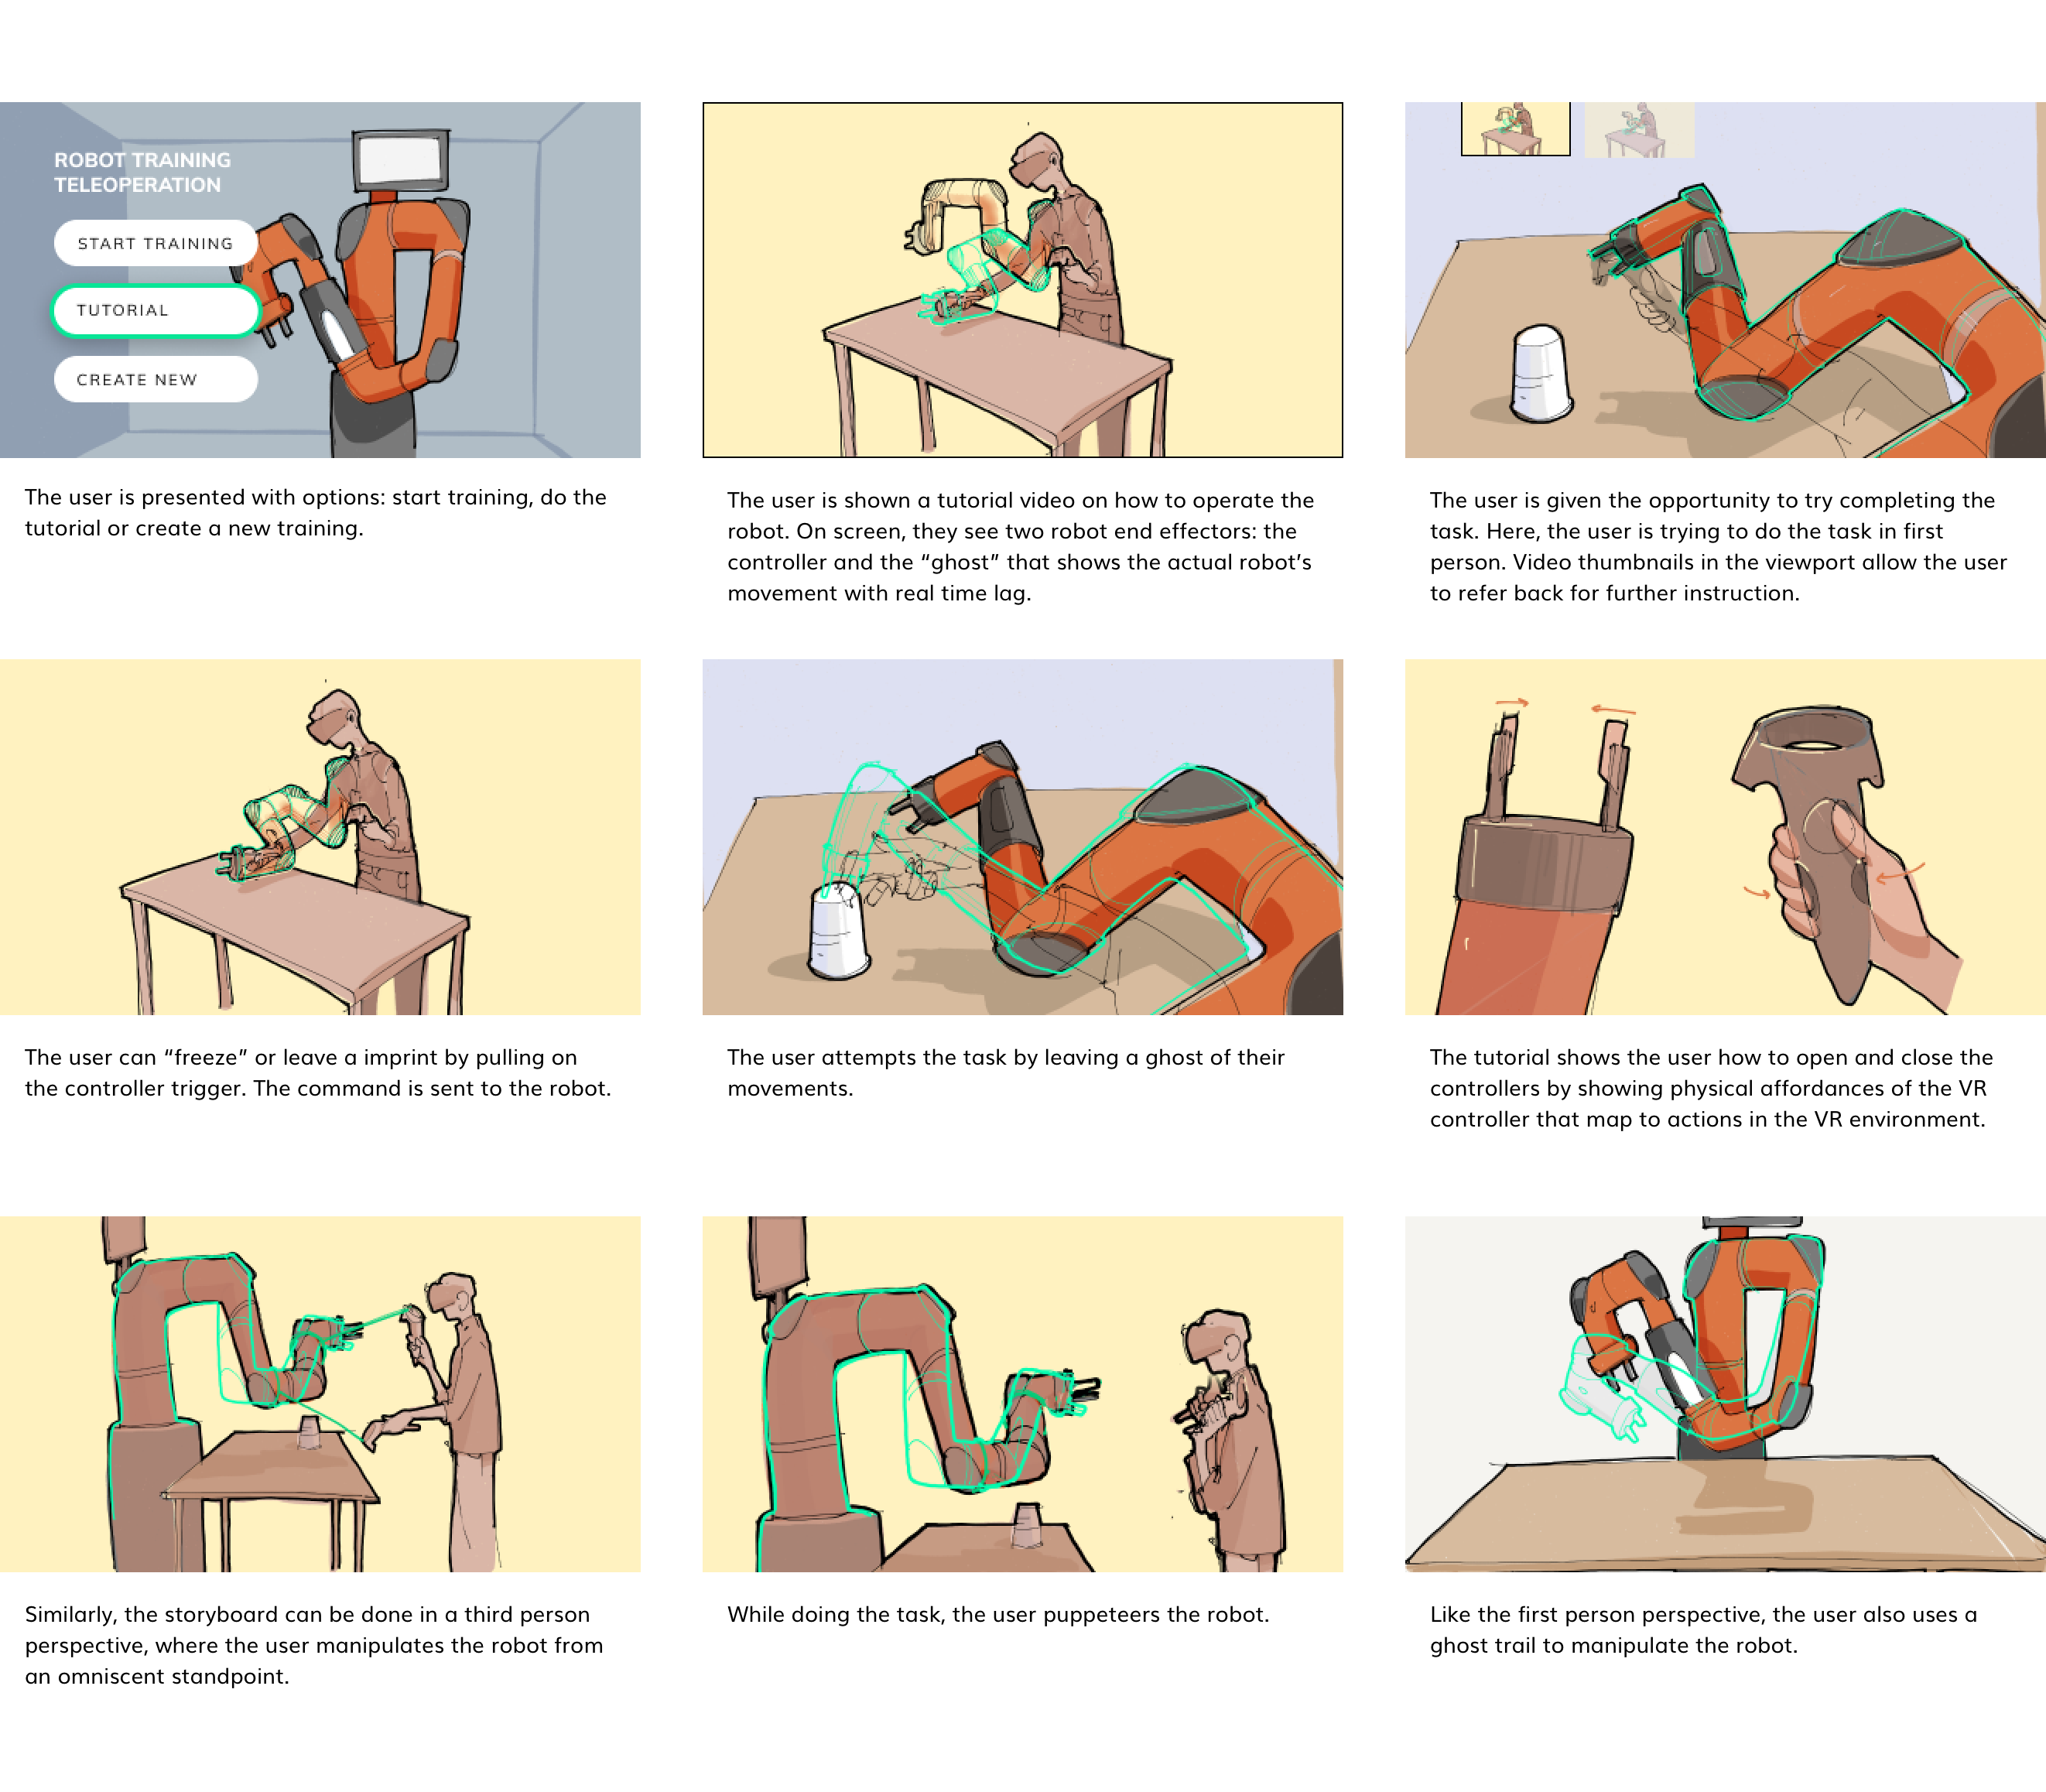 ROBOT TRAINING
TELEOPERATION
START TRAINING
TUTORIAL
CREATE NEW
The user is presented with options: start training, do the
tutorial or create a new training.
The user is shown a tutorial video on how to operate the
robot. On screen, they see two robot end effectors: the
controller and the “ghost” that shows the actual robot’s
movement with real time lag.
The user is given the opportunity to try completing the
task. Here, the user is trying to do the task in first
person. Video thumbnails in the viewport allow the user
to refer back for further instruction.
The user can “freeze” or leave a imprint by pulling on
the controller trigger. The command is sent to the robot.
The user attempts the task by leaving a ghost of their
movements.
The tutorial shows the user how to open and close the
controllers by showing physical affordances of the VR
controller that map to actions in the VR environment.
Similarly, the storyboard can be done in a third person
perspective, where the user manipulates the robot from
an omniscent standpoint.
While doing the task, the user puppeteers the robot.
Like the first person perspective, the user also uses a
ghost trail to manipulate the robot.